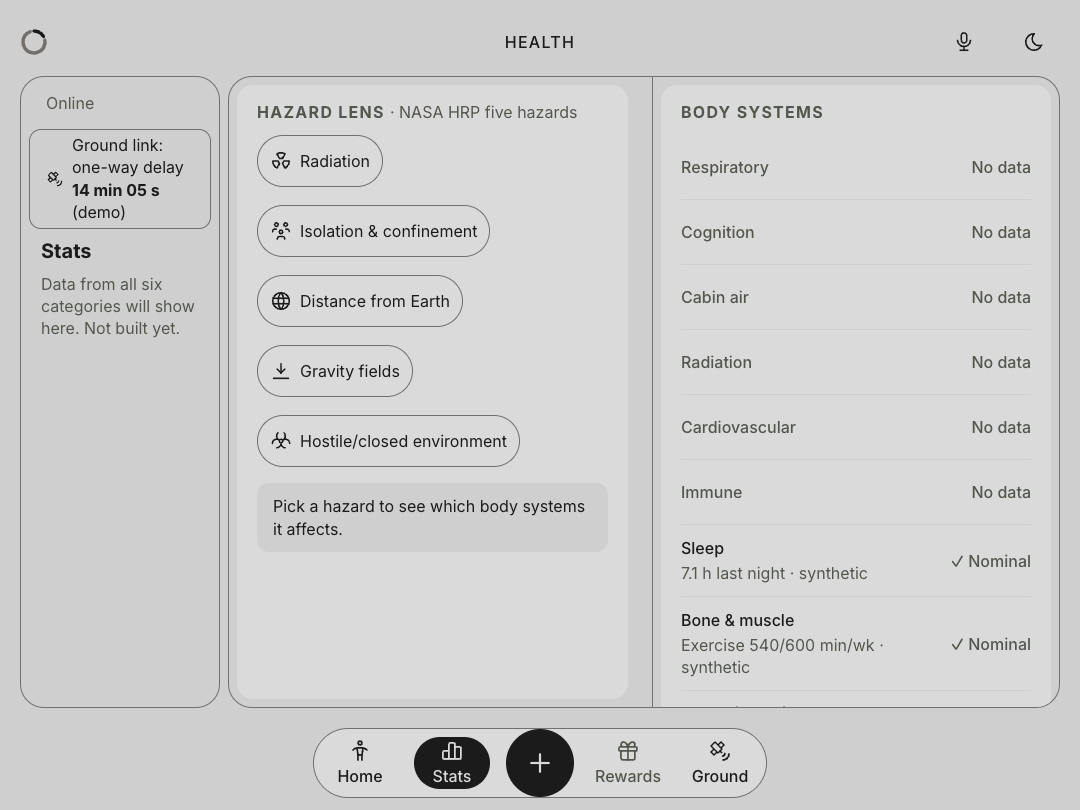 HEALTH
Online
Ground link:
one-way delay
14 min 05 s
(demo)
Stats
Data from all six
categories will show
here. Not built yet.
HAZARD LENS · NASA HRP five hazards
Radiation
Isolation & confinement
Distance from Earth
Gravity fields
Hostile/closed environment
Pick a hazard to see which body systems
it affects.
BODY SYSTEMS
Respiratory No data
Cognition No data
Cabin air No data
Radiation No data
Cardiovascular No data
Immune No data
Sleep
7.1 h last night · synthetic
✓ Nominal
Bone & muscle
Exercise 540/600 min/wk ·
synthetic
✓ Nominal
Home
Stats
Rewards
Ground